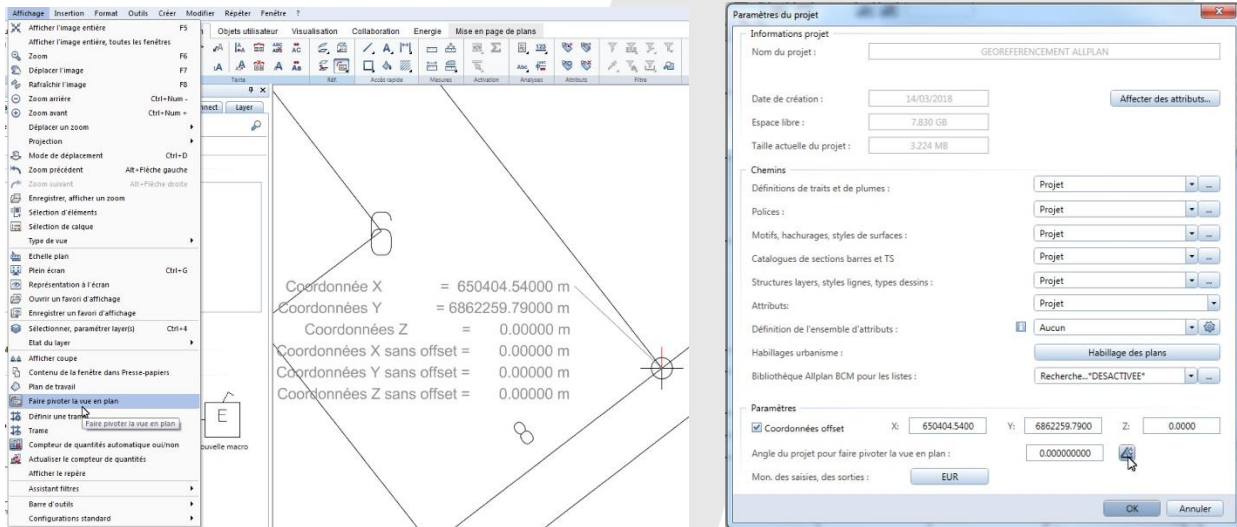 Affichage Insertion Format Outils Créer Modifier Répéter Fenêtre ?
Afficher l'image entière F5
Afficher l'image entière, toutes les fenêtres
Zoom F6
Déplacer l'image F7
Rafraîchir l'image F8
Zoom arrière Ctrl+Num -
Zoom avant Ctrl+Num +
Déplacer un zoom
Projection
Mode de déplacement Ctrl+D
Zoom précédent Alt+Flèche gauche
Zoom suivant Alt+Flèche droite
Enregistrer, afficher un zoom
Sélection d'éléments
Sélection de calque
Type de vue
Echelle plan
Plein écran Ctrl+G
Représentation à l'écran
Ouvrir un favori d'affichage
Enregistrer un favori d'affichage
Sélectionner, paramétrer layer(s) Ctrl+4
Etat du layer
Afficher coupe
Contenu de la fenêtre dans Presse-papiers
Plan de travail
Faire pivoter la vue en plan
Définir une trame
Faire pivoter la vue en plan
Trame
Compteur de quantités automatique oui/non
Actualiser le compteur de quantités
Afficher le repère
Assistant filtres
Barre d'outils
Configurations standard
Objets utilisateur Visualisation Collaboration Energie Mise en page de plans
Texte Réf. Accès rapide Mesures Activation Analyses Attributs Filtre
nnect Layer
E
ouvelle macro
6
Coordonnée X = 650404.54000 m
Coordonnées Y = 6862259.79000 m
Coordonnées Z = 0.00000 m
Coordonnées X sans offset = 0.00000 m
Coordonnées Y sans offset = 0.00000 m
Coordonnées Z sans offset = 0.00000 m
8
Paramètres du projet
Informations projet
Nom du projet : GEOREFERENCEMENT ALLPLAN
Date de création : 14/03/2018 Affecter des attributs...
Espace libre : 7.830 GB
Taille actuelle du projet : 3.224 MB
Chemins
Définitions de traits et de plumes : Projet
Polices : Projet
Motifs, hachurages, styles de surfaces : Projet
Catalogues de sections barres et TS Projet
Structures layers, styles lignes, types dessins : Projet
Attributs: Projet
Définition de l'ensemble d'attributs : Aucun
Habillages urbanisme : Habillage des plans
Bibliothèque Allplan BCM pour les listes : Recherche..."DESACTIVEE"
Paramètres
Coordonnées offset X: 650404.5400 Y: 6862259.7900 Z: 0.0000
Angle du projet pour faire pivoter la vue en plan : 0.000000000
Mon. des saisies, des sorties : EUR
OK Annuler